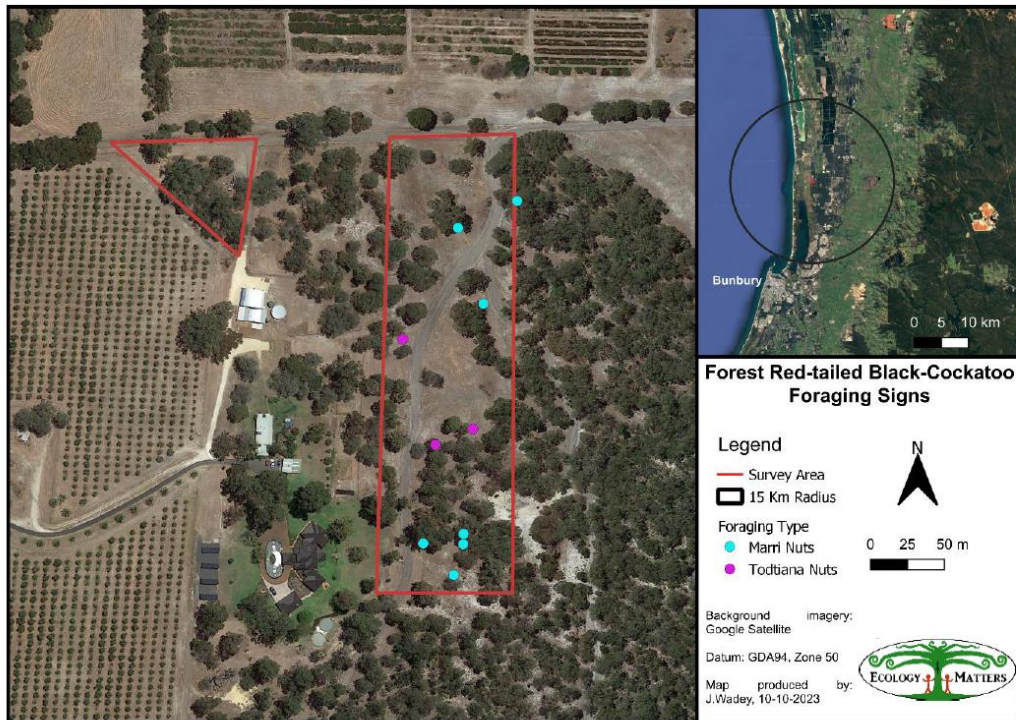 Bunbury
0 5 10 km
Forest Red-tailed Black-Cockatoo
Foraging Signs
Legend
Survey Area
15 Km Radius
Foraging Type
Marri Nuts
Todtiana Nuts
N
0 25 50 m
Background imagery:
Google Satellite
Datum: GDA94, Zone 50
Map produced by:
J.Wadey, 10-10-2023
ECOLOGY MATTERS